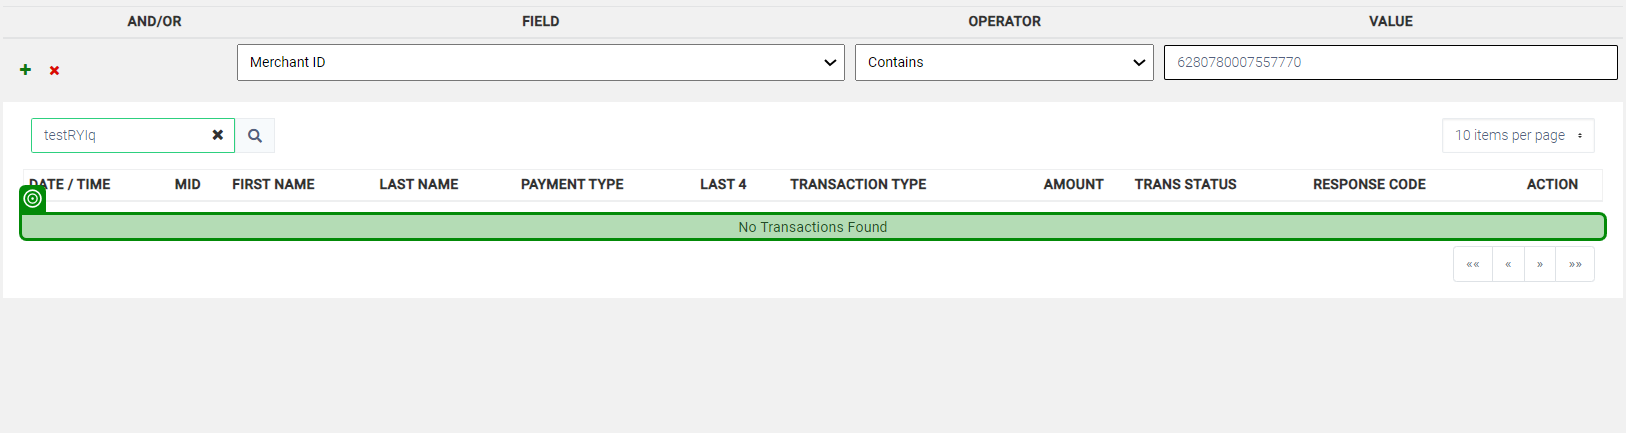 AND/OR FIELD OPERATOR VALUE
Merchant ID Contains 6280780007557770
testRYIq 10 items per page
DATE / TIME MID FIRST NAME LAST NAME PAYMENT TYPE LAST 4 TRANSACTION TYPE AMOUNT TRANS STATUS RESPONSE CODE ACTION
No Transactions Found
«« « » »»